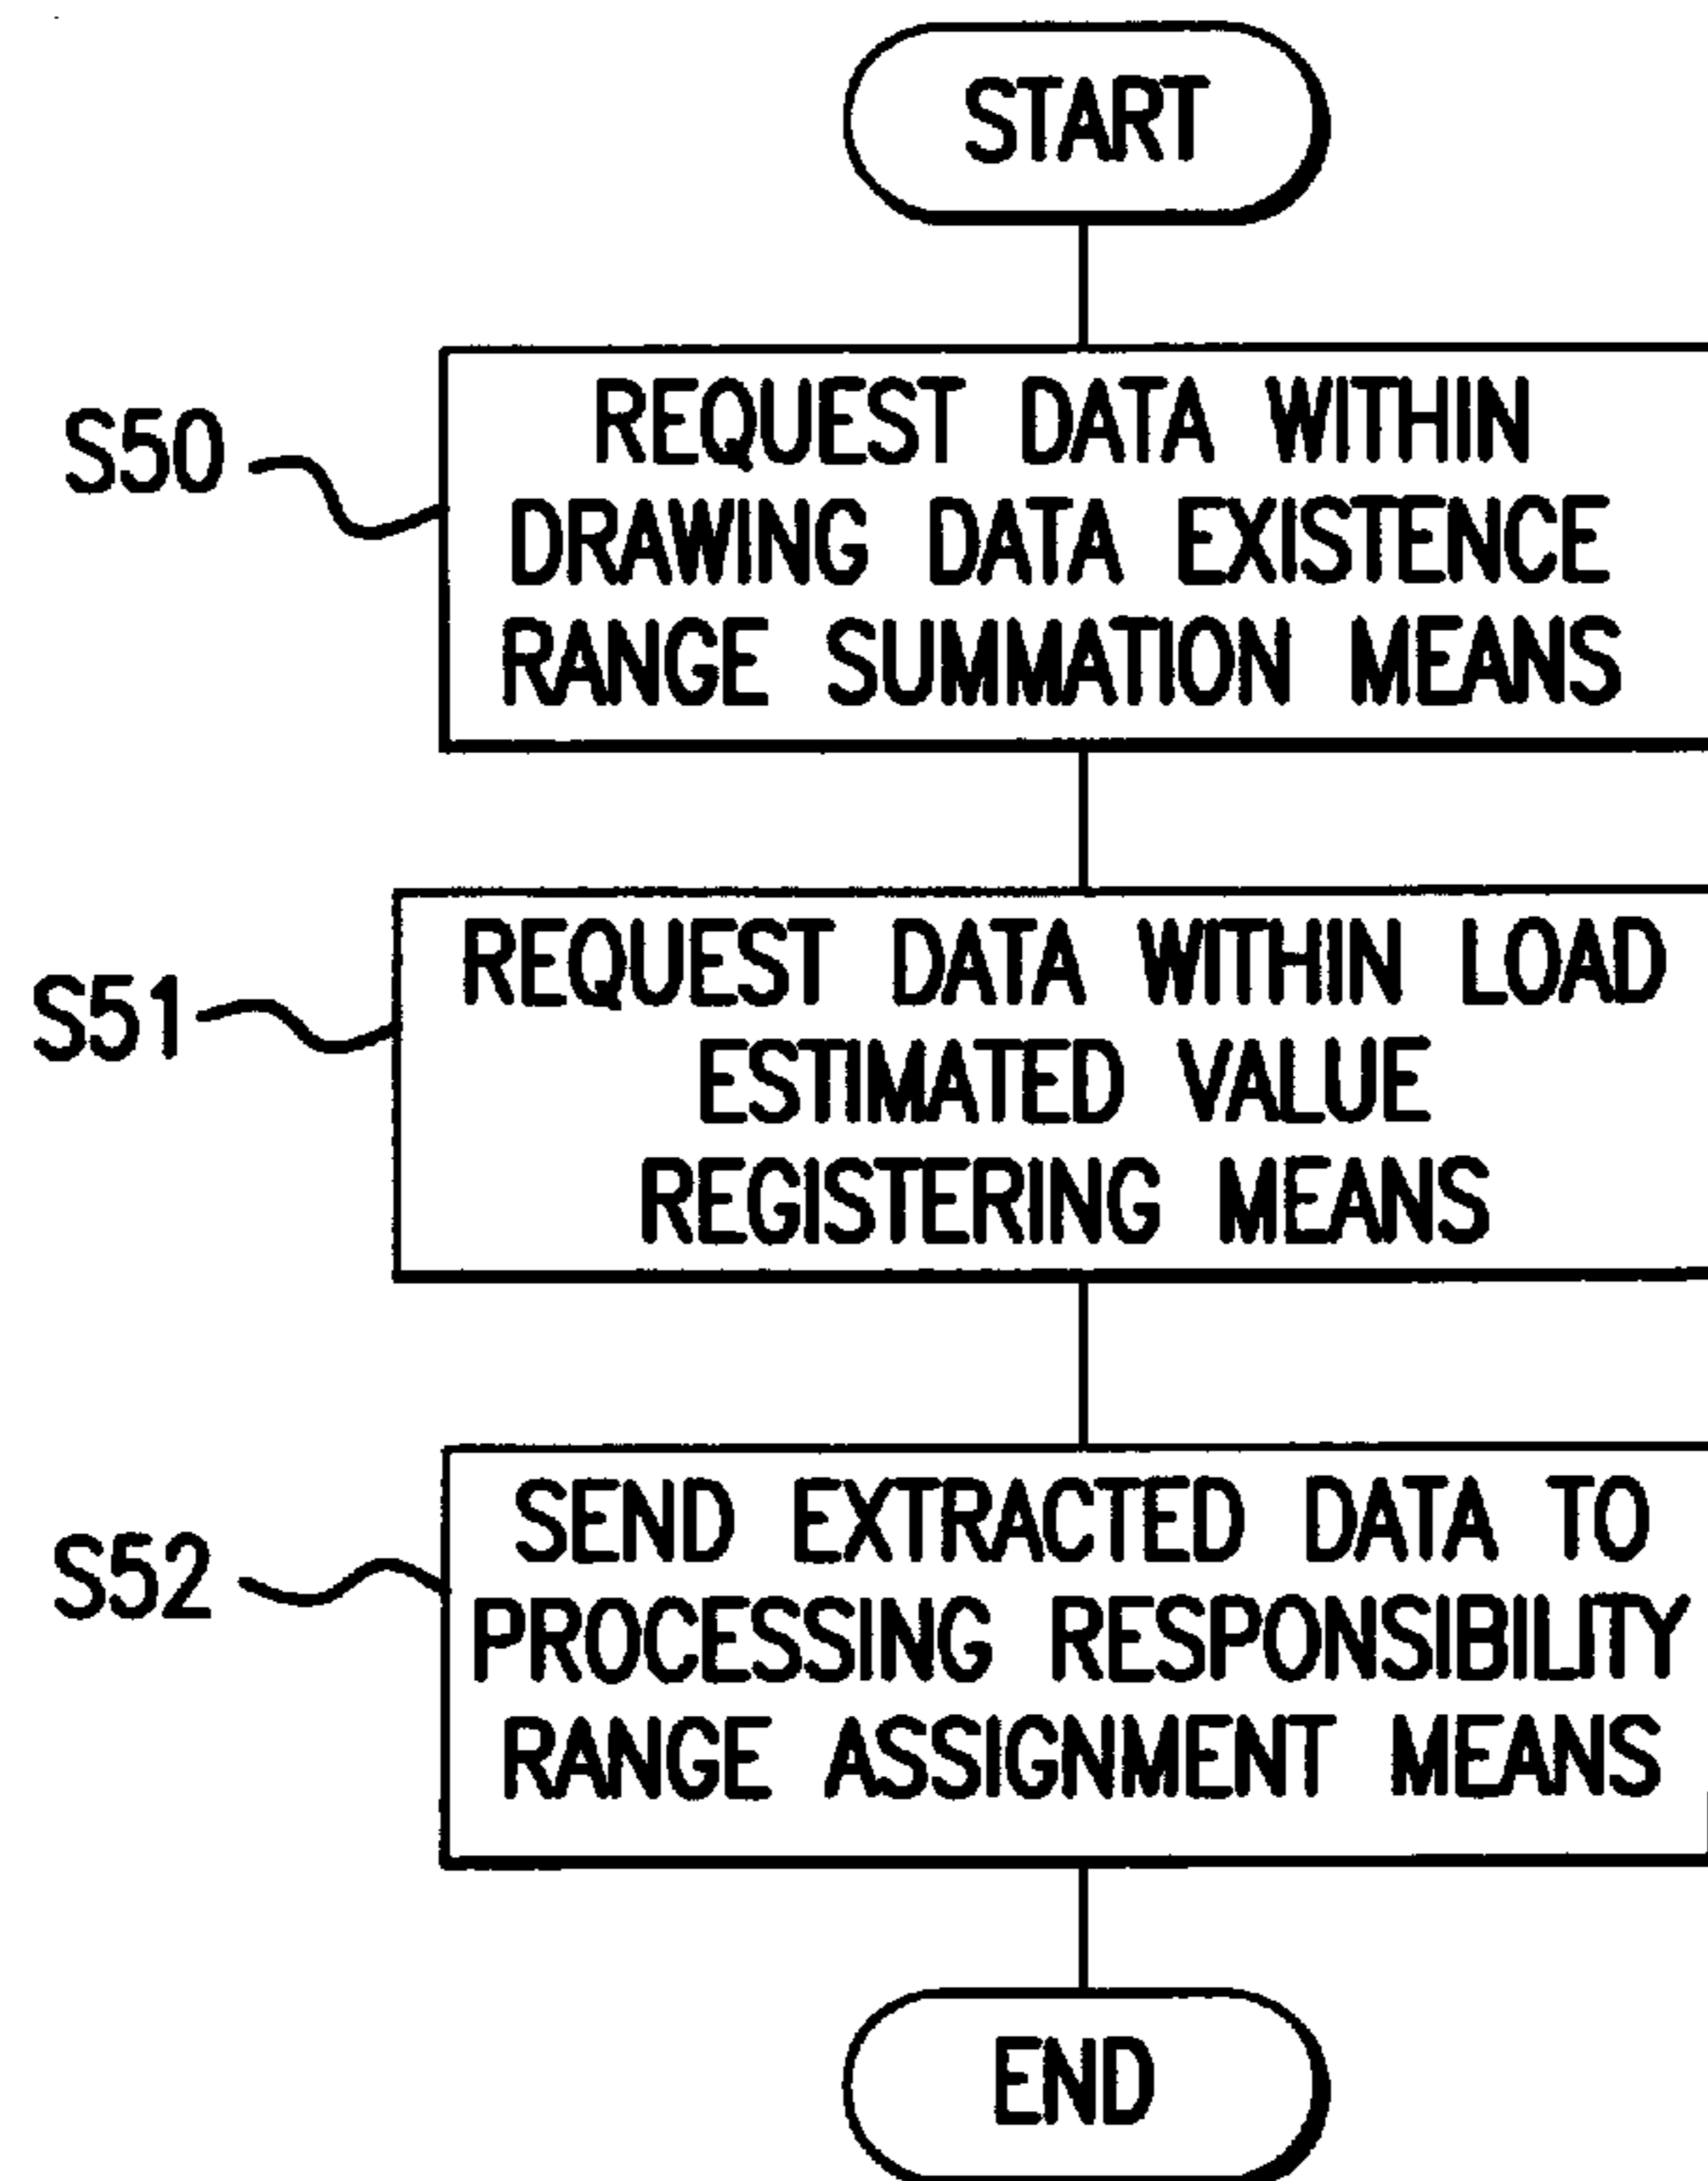 START
S50
REQUEST DATA WITHIN
DRAWING DATA EXISTENCE
RANGE SUMMATION MEANS
S51
REQUEST DATA WITHIN LOAD
ESTIMATED VALUE
REGISTERING MEANS
S52
SEND EXTRACTED DATA TO
PROCESSING RESPONSIBILITY
RANGE ASSIGNMENT MEANS
END